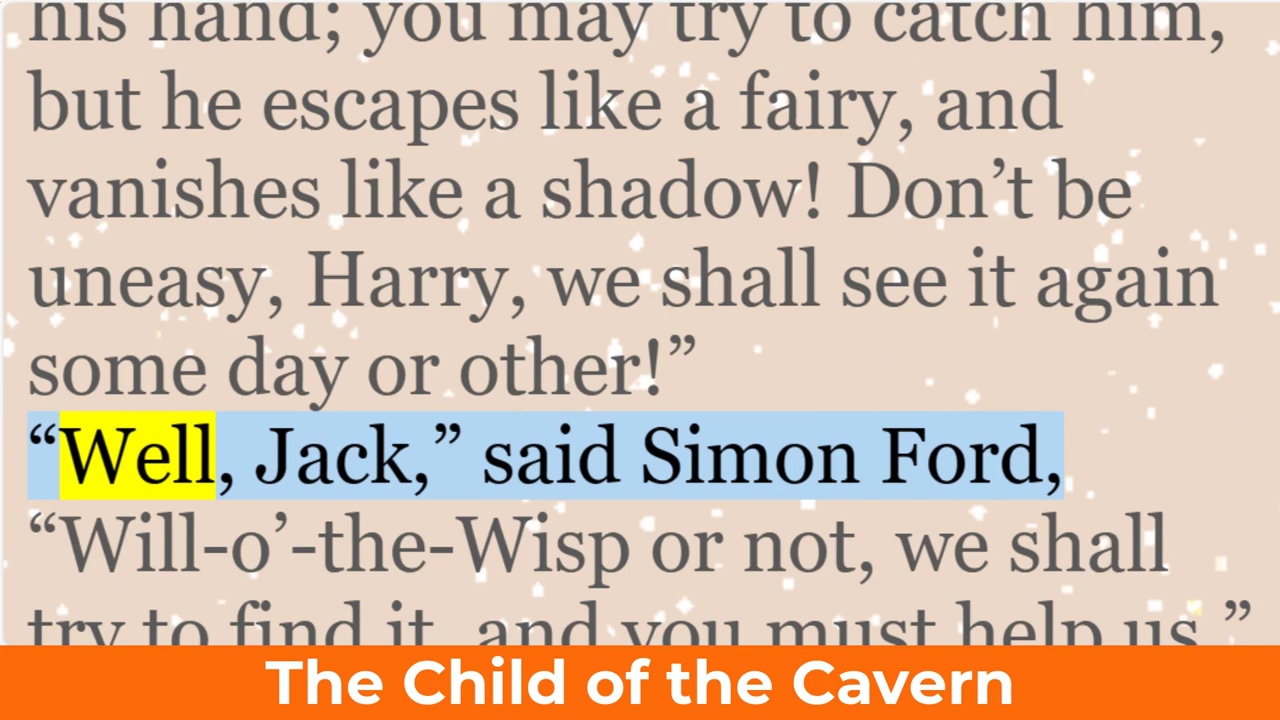 his hand; you may try to catch him,
but he escapes like a fairy, and
vanishes like a shadow! Don’t be
uneasy, Harry, we shall see it again
some day or other!”
“Well, Jack,” said Simon Ford,
“Will-o’-the-Wisp or not, we shall
try to find it, and you must help us.”
The Child of the Cavern